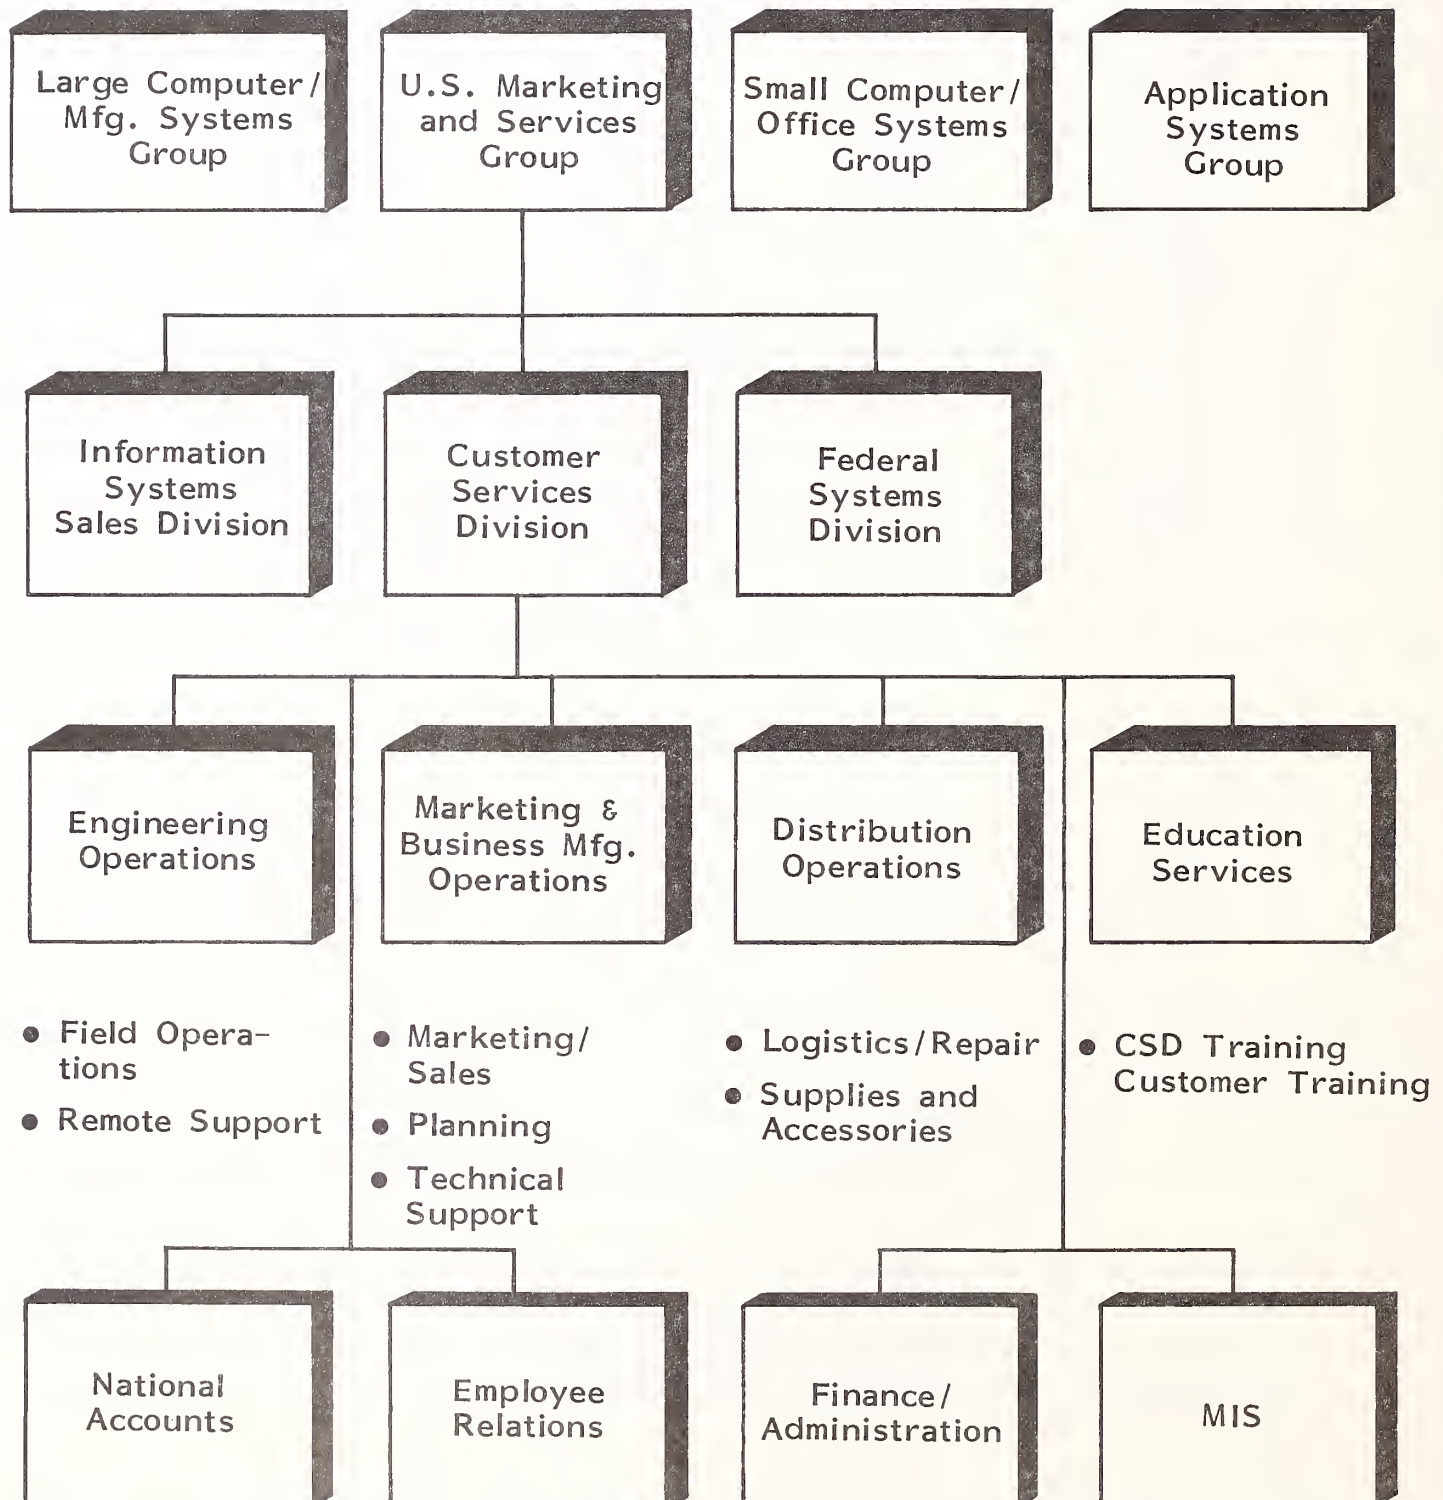 Large Computer/
Mfg. Systems
Group
U.S. Marketing
and Services
Group
Small Computer/
Office Systems
Group
Application
Systems
Group
Information
Systems
Sales Division
Customer
Services
Division
Federal
Systems
Division
Engineering
Operations
Marketing &
Business Mfg.
Operations
Distribution
Operations
Education
Services
● Field Opera-
tions
● Remote Support
● Marketing/
Sales
● Planning
● Technical
Support
● Logistics/Repair
● Supplies and
Accessories
● CSD Training
Customer Training
National
Accounts
Employee
Relations
Finance/
Administration
MIS